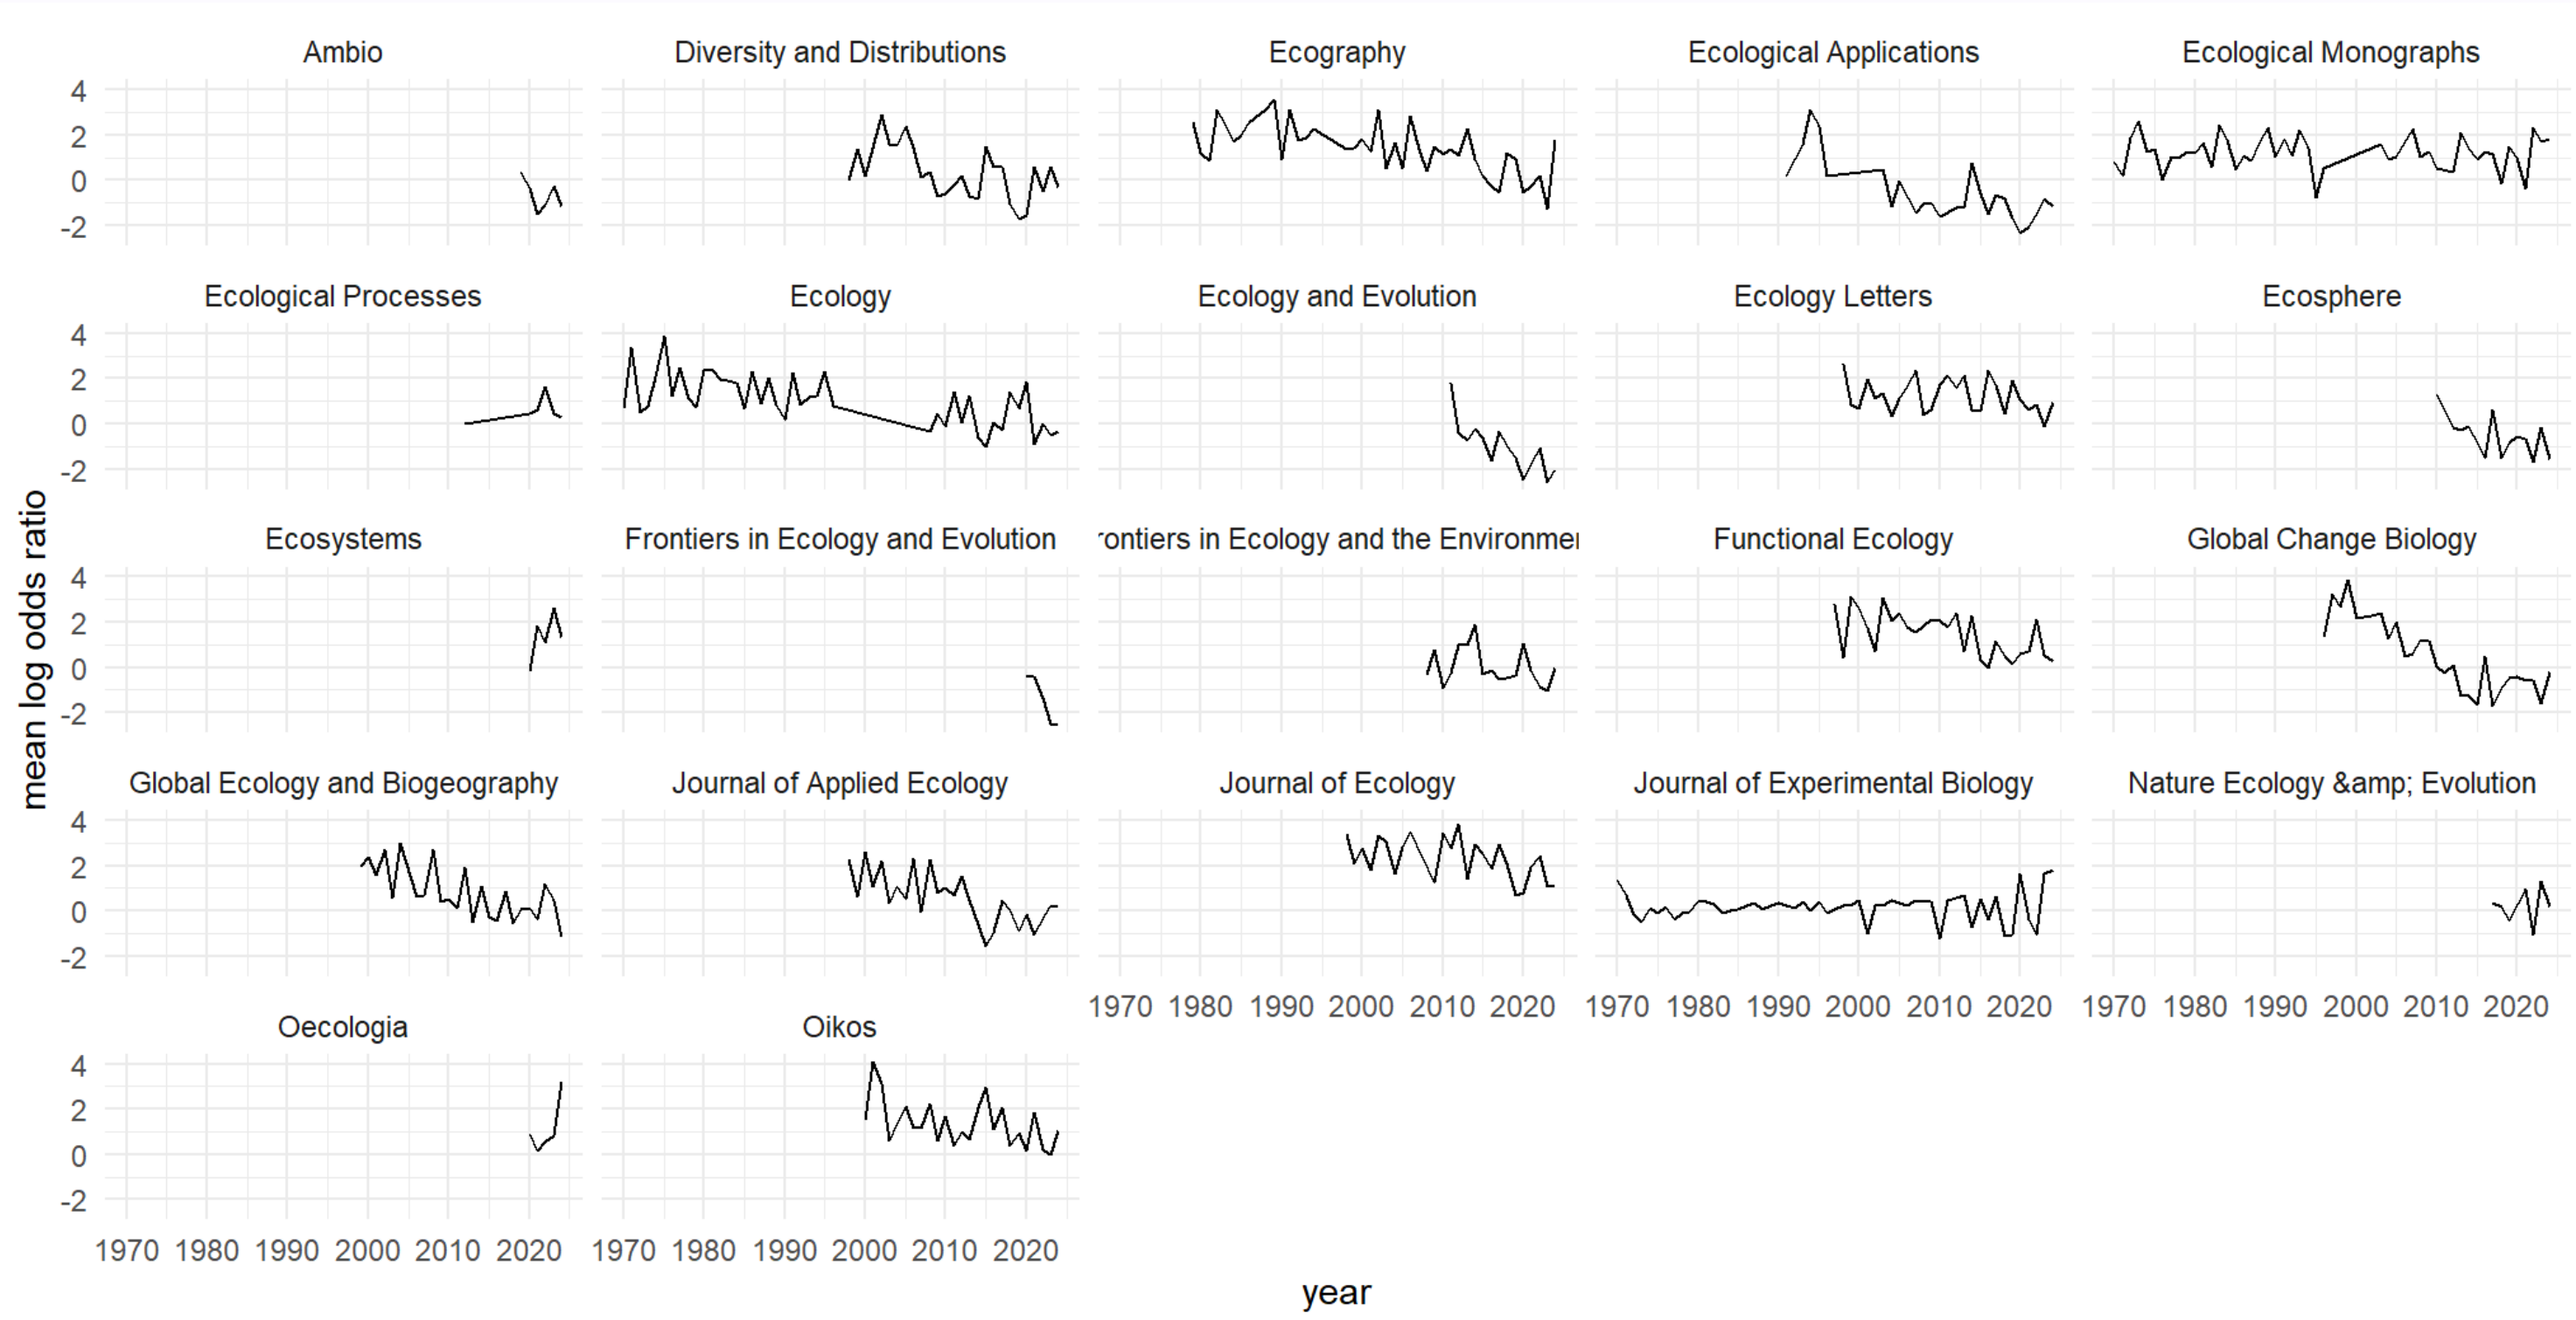 Ambio
Diversity and Distributions
Ecography
Ecological Applications
Ecological Monographs
4
2
0
-2
Ecological Processes
Ecology
Ecology and Evolution
Ecology Letters
Ecosphere
4
2
0
-2
mean log odds ratio
Ecosystems
Frontiers in Ecology and Evolution
rontiers in Ecology and the Environmer
Functional Ecology
Global Change Biology
4
2
0
-2
Global Ecology and Biogeography
Journal of Applied Ecology
Journal of Ecology
Journal of Experimental Biology
Nature Ecology &amp; Evolution
4
2
0
-2
1970 1980 1990 2000 2010 2020
1970 1980 1990 2000 2010 2020
1970 1980 1990 2000 2010 2020
Oecologia
Oikos
4
2
0
-2
1970 1980 1990 2000 2010 2020
1970 1980 1990 2000 2010 2020
year